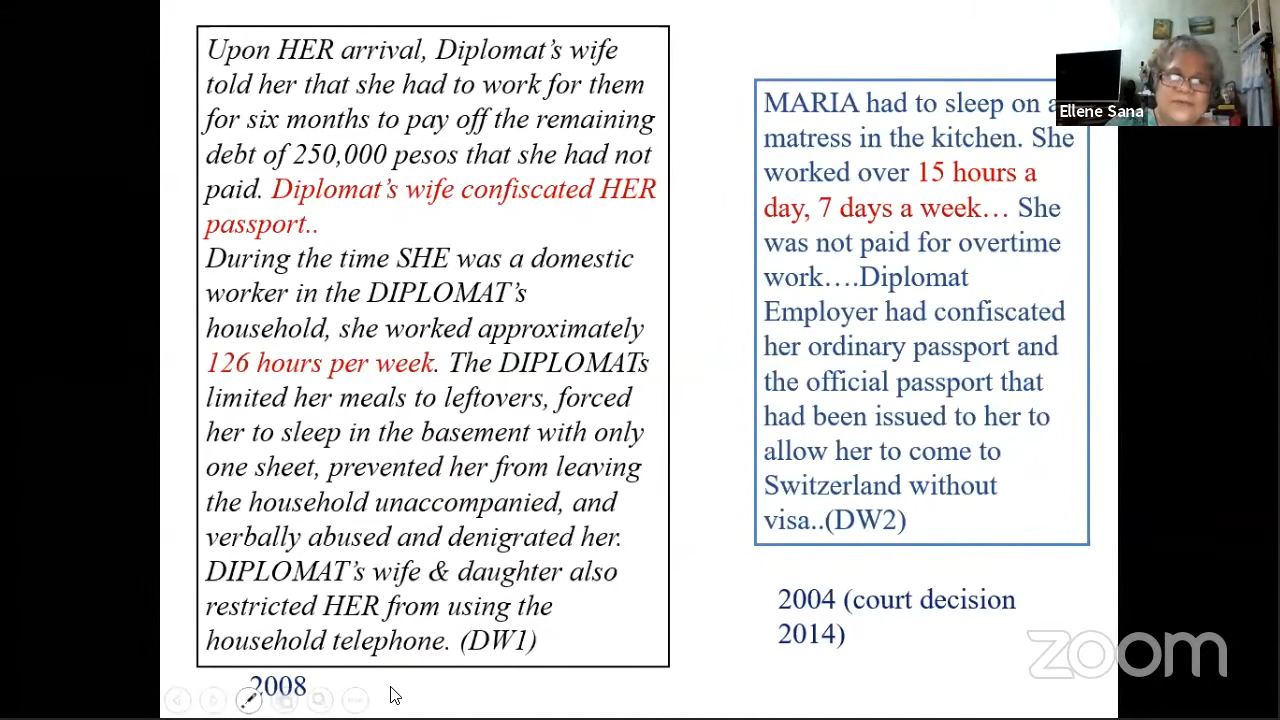 Upon HER arrival, Diplomat’s wife
told her that she had to work for them
for six months to pay off the remaining
debt of 250,000 pesos that she had not
paid. Diplomat’s wife confiscated HER
passport..
During the time SHE was a domestic
worker in the DIPLOMAT’s
household, she worked approximately
126 hours per week. The DIPLOMATs
limited her meals to leftovers, forced
her to sleep in the basement with only
one sheet, prevented her from leaving
the household unaccompanied, and
verbally abused and denigrated her.
DIPLOMAT’s wife & daughter also
restricted HER from using the
household telephone. (DW1)
2008
MARIA had to sleep on a
matress in the kitchen. She
worked over 15 hours a
day, 7 days a week… She
was not paid for overtime
work….Diplomat
Employer had confiscated
her ordinary passport and
the official passport that
had been issued to her to
allow her to come to
Switzerland without
visa..(DW2)
2004 (court decision
2014)
Ellene Sana
zoom